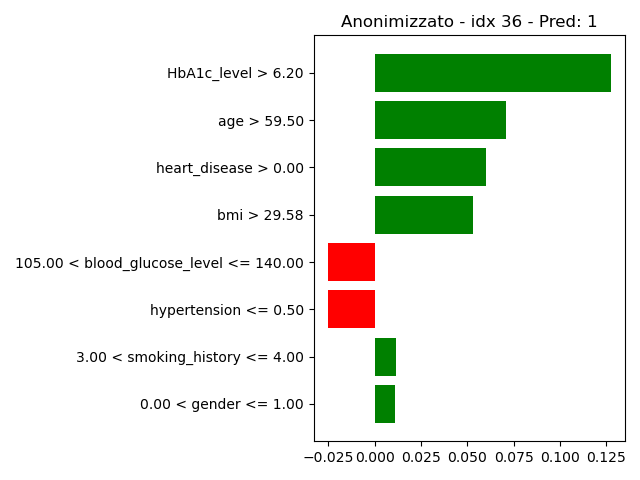 Anonimizzato - idx 36 - Pred: 1
HbA1c_level > 6.20
age > 59.50
heart_disease > 0.00
bmi > 29.58
105.00 < blood_glucose_level <= 140.00
hypertension <= 0.50
3.00 < smoking_history <= 4.00
0.00 < gender <= 1.00
−0.025 0.000 0.025 0.050 0.075 0.100 0.125